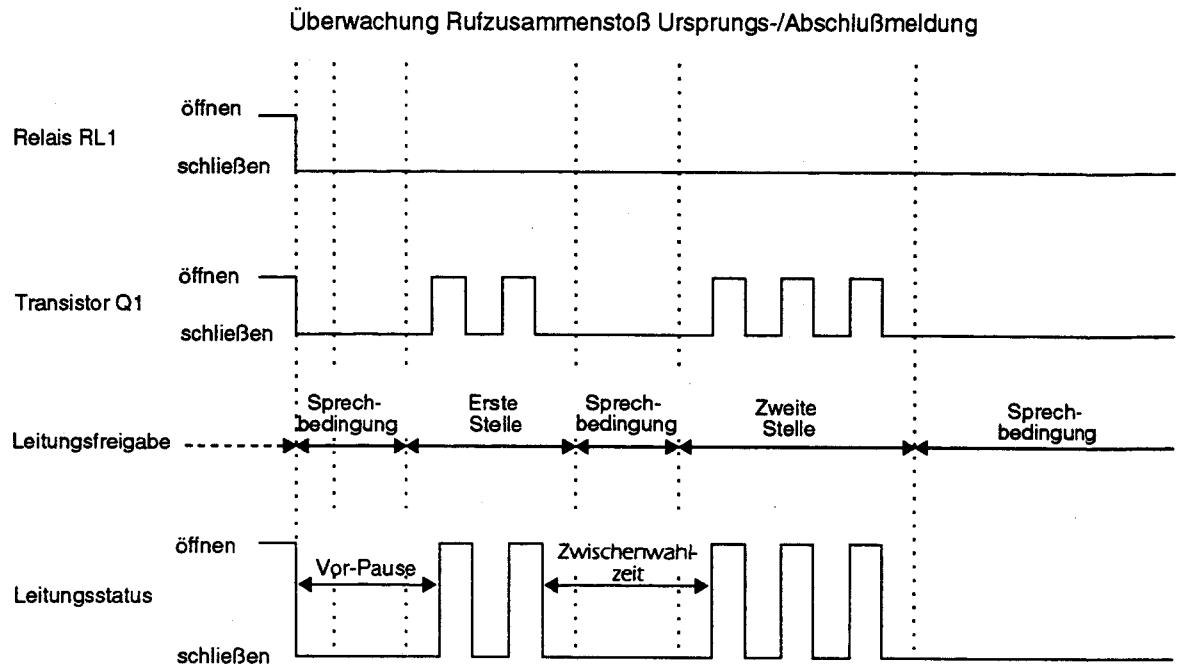 Überwachung Rufzusammenstoß Ursprungs-/Abschlußmeldung
öffnen
Relais RL1
schließen
öffnen
Transistor Q1
schließen
Sprech-
bedingung
Erste
Stelle
Sprech-
bedingung
Zweite
Stelle
Sprech-
bedingung
Leitungsfreigabe
öffnen
Vor-Pause
Zwischenwahl-
zeit
Leitungsstatus
schließen